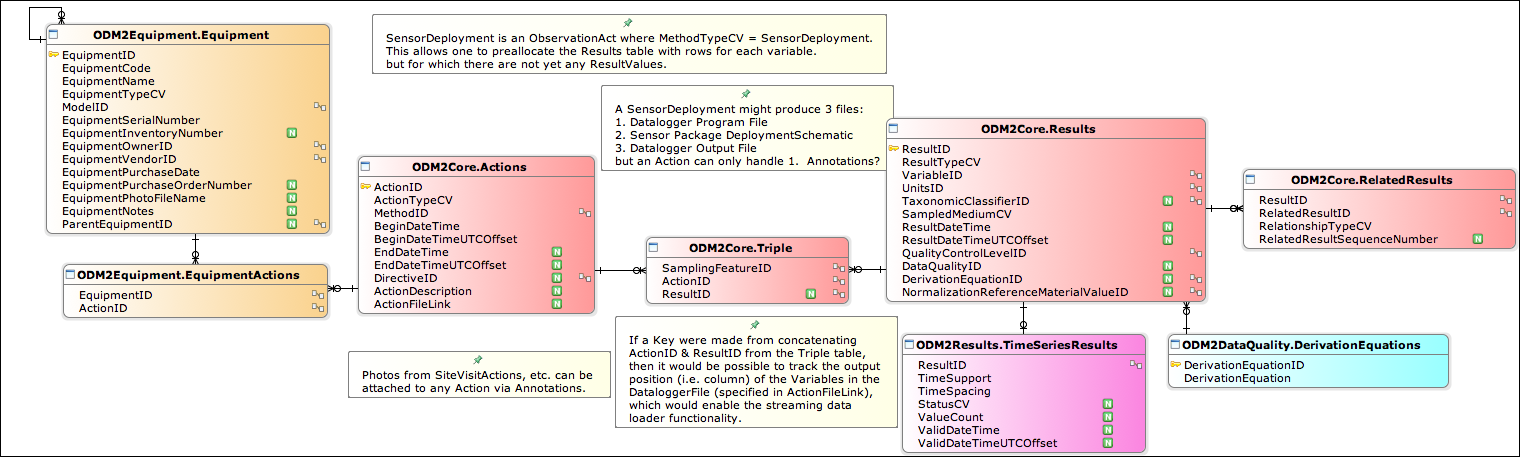 ODM2Equipment.Equipment
EquipmentID
EquipmentCode
EquipmentName
EquipmentTypeCV
ModelID
EquipmentSerialNumber
EquipmentInventoryNumber N
EquipmentOwnerID
EquipmentVendorID
EquipmentPurchaseDate
EquipmentPurchaseOrderNumber N
EquipmentPhotoFileName N
EquipmentNotes N
ParentEquipmentID N
ODM2Equipment.EquipmentActions
EquipmentID
ActionID
SensorDeployment is an ObservationAct where MethodTypeCV = SensorDeployment.
This allows one to preallocate the Results table with rows for each variable.
but for which there are not yet any ResultValues.
A SensorDeployment might produce 3 files:
1. Datalogger Program File
2. Sensor Package DeploymentSchematic
3. Datalogger Output File
but an Action can only handle 1.  Annotations?
ODM2Core.Actions
ActionID
ActionTypeCV
MethodID
BeginDateTime
BeginDateTimeUTCOffset
EndDateTime N
EndDateTimeUTCOffset N
DirectiveID N
ActionDescription N
ActionFileLink N
Photos from SiteVisitActions, etc. can be
attached to any Action via Annotations.
ODM2Core.Triple
SamplingFeatureID
ActionID
ResultID N
If a Key were made from concatenating
ActionID & ResultID from the Triple table,
then it would be possible to track the output
position (i.e. column) of the Variables in the
DataloggerFile (specified in ActionFileLink),
which would enable the streaming data
loader functionality.
ODM2Core.Results
ResultID
ResultTypeCV
VariableID
UnitsID
TaxonomicClassifierID N
SampledMediumCV
ResultDateTime N
ResultDateTimeUTCOffset N
QualityControlLevelID
DataQualityID N
DerivationEquationID N
NormalizationReferenceMaterialValueID N
ODM2Results.TimeSeriesResults
ResultID
TimeSupport
TimeSpacing
StatusCV N
ValueCount N
ValidDateTime N
ValidDateTimeUTCOffset N
ODM2Core.RelatedResults
ResultID
RelatedResultID
RelationshipTypeCV
RelatedResultSequenceNumber N
ODM2DataQuality.DerivationEquations
DerivationEquationID
DerivationEquation